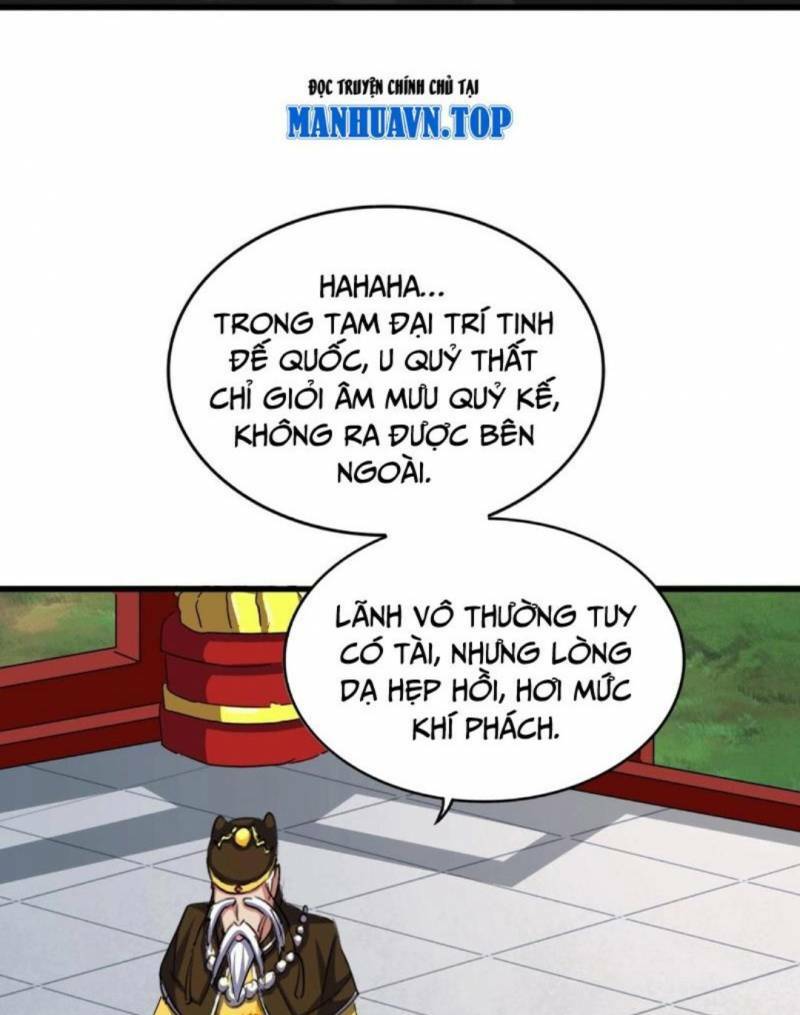 ĐỌC TRUYỆN CHÍNH CHỦ TẠI
MANHUAVN.TOP
HAHAHA...
TRONG TAM ĐẠI TRÍ TINH
ĐẾ QUỐC, U QUỶ THẤT
CHỈ GIỎI ÂM MƯU QUỶ KẾ,
KHÔNG RA ĐƯỢC BÊN
NGOÀI.
LÃNH VÔ THƯỜNG TUY
CÓ TÀI, NHƯNG LÒNG
DẠ HẸP HỒI, HƠI MỨC
KHÍ PHÁCH.